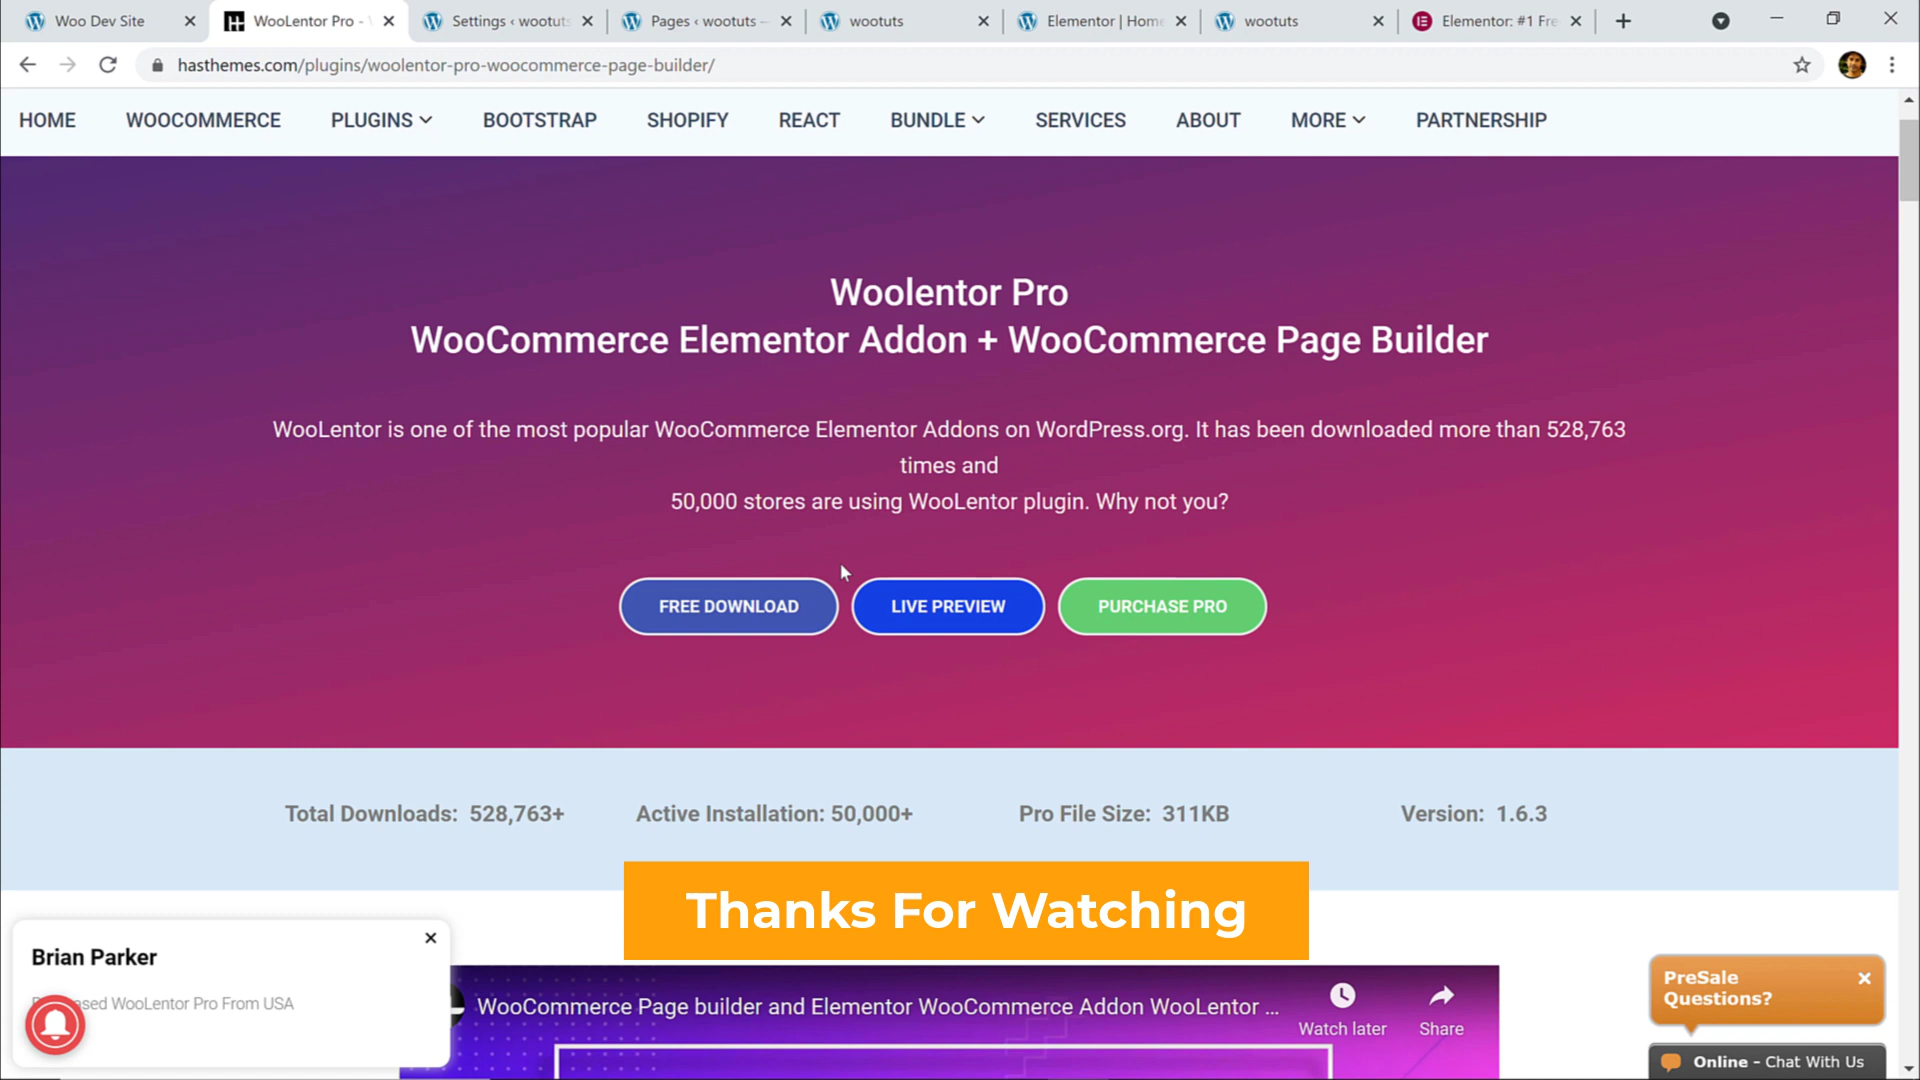 Woo Dev Site
WooLentor Pro -
Settings ‹ wootuts
Pages ‹ wootuts
wootuts
Elementor | Home
wootuts
Elementor: #1 Fre
hasthemes.com/plugins/woolentor-pro-woocommerce-page-builder/
HOME WOOCOMMERCE PLUGINS BOOTSTRAP SHOPIFY REACT BUNDLE SERVICES ABOUT MORE PARTNERSHIP
Woolentor Pro
WooCommerce Elementor Addon + WooCommerce Page Builder
WooLentor is one of the most popular WooCommerce Elementor Addons on WordPress.org. It has been downloaded more than 528,763
times and
50,000 stores are using WooLentor plugin. Why not you?
FREE DOWNLOAD LIVE PREVIEW PURCHASE PRO
Total Downloads: 528,763+ Active Installation: 50,000+ Pro File Size: 311KB Version: 1.6.3
Thanks For Watching
Brian Parker
ased WooLentor Pro From USA
WooCommerce Page builder and Elementor WooCommerce Addon WooLentor ...
Watch later
Share
PreSale
Questions?
Online - Chat With Us